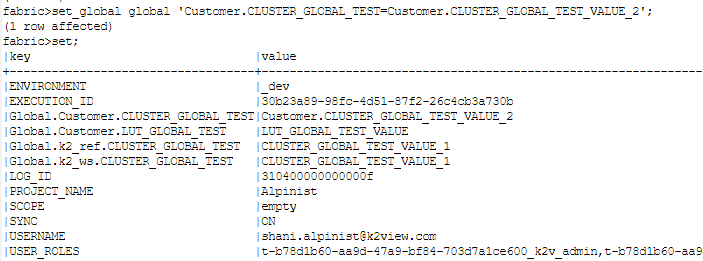 fabric>set_global global 'Customer.CLUSTER_GLOBAL_TEST=Customer.CLUSTER_GLOBAL_TEST_VALUE_2';
(1 row affected)
fabric>set;
|key |value
|ENVIRONMENT |_dev
|EXECUTION_ID |30b23a89-98fc-4d51-87f2-26c4cb3a730b
|Global.Customer.CLUSTER_GLOBAL_TEST|Customer.CLUSTER_GLOBAL_TEST_VALUE_2
|Global.Customer.LUT_GLOBAL_TEST |LUT_GLOBAL_TEST_VALUE
|Global.k2_ref.CLUSTER_GLOBAL_TEST |CLUSTER_GLOBAL_TEST_VALUE_1
|Global.k2_ws.CLUSTER_GLOBAL_TEST |CLUSTER_GLOBAL_TEST_VALUE_1
|LOG_ID |310400000000000f
|PROJECT_NAME |Alpinist
|SCOPE |empty
|SYNC |ON
|USERNAME |shani.alpinist@k2view.com
|USER_ROLES |t-b78d1b60-aa9d-47a9-bf84-703d7a1ce600_k2v_admin,t-b78d1b60-aa9